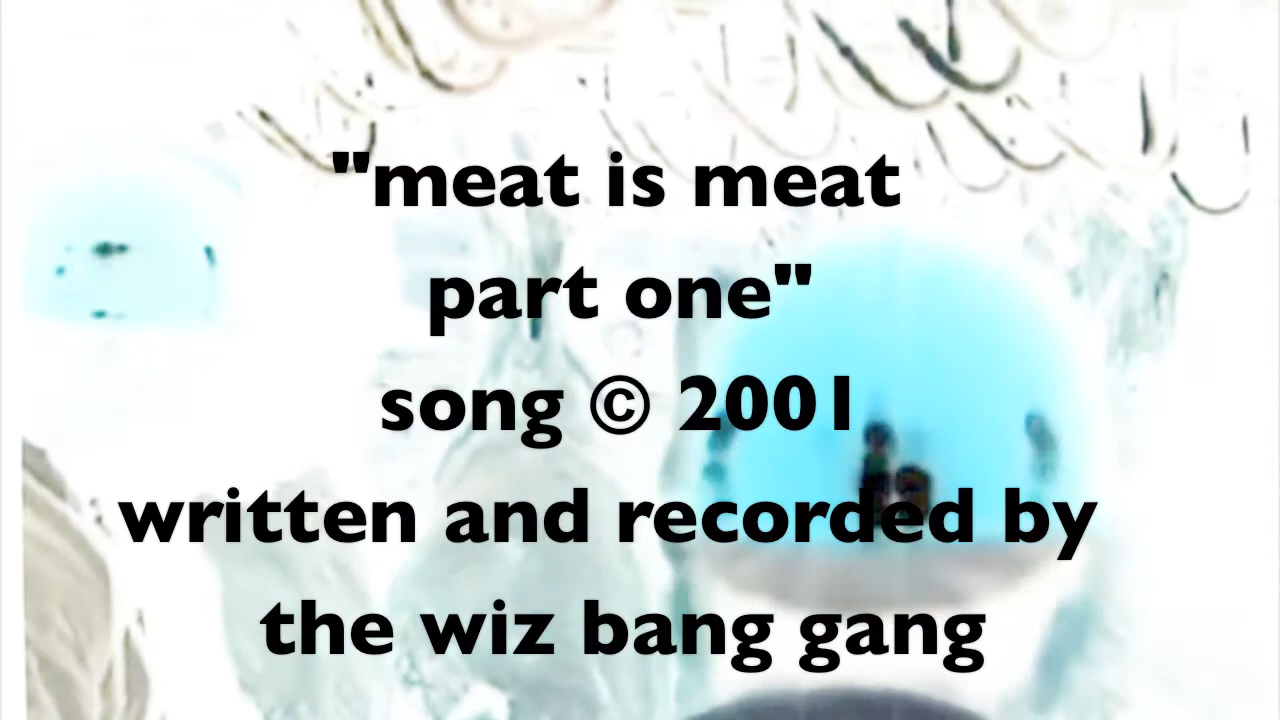 "meat is meat
part one"
song © 2001
written and recorded by
the wiz bang gang